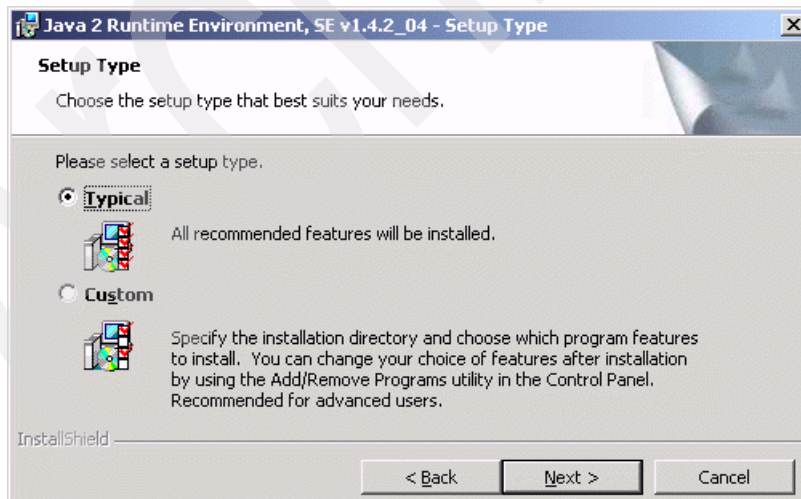 Java 2 Runtime Environment, SE v1.4.2_04 - Setup Type
Setup Type
Choose the setup type that best suits your needs.
Please select a setup type.
Typical
All recommended features will be installed.
Custom
Specify the installation directory and choose which program features
to install. You can change your choice of features after installation
by using the Add/Remove Programs utility in the Control Panel.
Recommended for advanced users.
InstallShield
< Back Next > Cancel